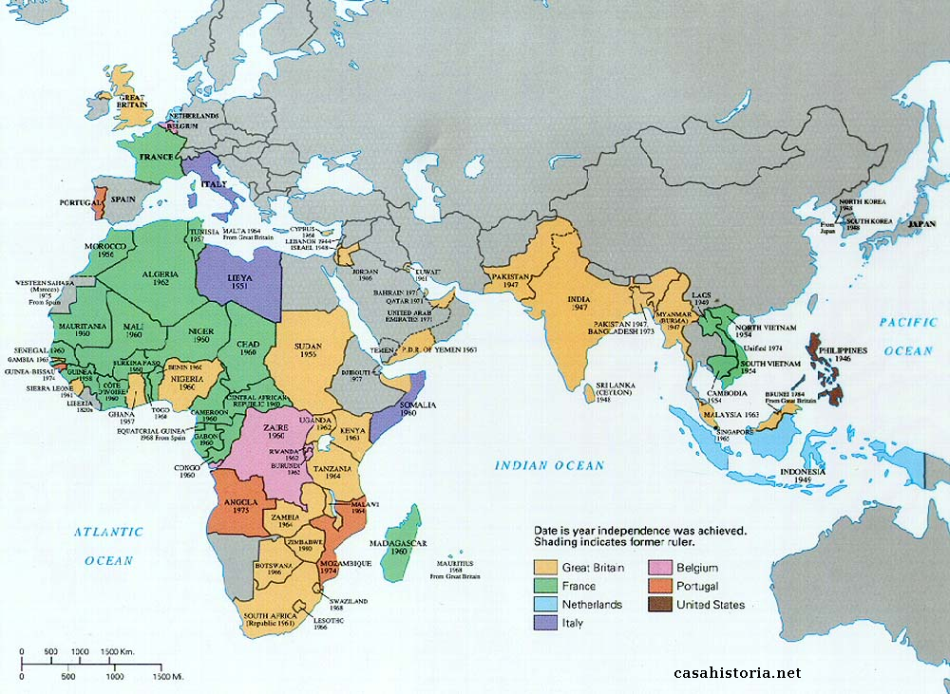 GREAT
BRITAIN
NETHERLANDS
BELGIUM
FRANCE
ITALY
PORTUGAL
SPAIN
NORTH KOREA
1948
From
Japan
SOUTH KOREA
1948
JAPAN
MOROCCO
1956
TUNISIA
1957
MALTA 1964
From Great Britain
CYPRUS
1960
LEBANON 1944
ISRAEL 1948
JORDAN
1946
KUWAIT
1961
BAHRAIN 1971
QATAR 1971
UNITED ARAB
EMIRATES 1971
YEMEN
P.D.R. OF YEMEN 1967
ALGERIA
1962
LIEYA
1951
WESTERN SAHARA
(Morocco)
1975
From Spain
MAURITANIA
1960
MALI
1960
NIGER
1960
CHAD
1960
SUDAN
1956
DJIBOUTI
1977
SOMALIA
1960
SENEGAL 1960
GAMBIA
GUINEA-BISSAU
1974
GUINEA
1958
SIERRA LEONE
1961
LIBERIA
1820s
BURKINA FASO
1960
CÔTE
D'IVOIRE
1960
GHANA
1957
TOGO
1960
BENIN 1960
NIGERIA
1960
CAMEROON
1960
CENTRAL AFRICAN
REPUBLIC 1960
EQUATORIAL GUINEA
1968 From Spain
GABON
1960
CONGO
1960
ZAIRE
1960
UGANDA
1962
KENYA
1963
RWANDA
1962
BURUNDI
1962
TANZANIA
1964
ANGOLA
1975
ZAMBIA
1964
MALAWI
1964
ZIMBABWE
1980
MOZAMBIQUE
1974
BOTSWANA
1966
SOUTH AFRICA
(Republic 1961)
SWAZILAND
1968
LESOTHO
1966
MADAGASCAR
1960
MAURITIUS
1968
From Great Britain
PAKISTAN
1947
INDIA
1947
PAKISTAN 1947,
BANGLADESH 1973
MYANMAR
(BURMA)
1947
SRI LANKA
(CEYLON)
1948
LAOS
1949
NORTH VIETNAM
1954
Unified 1974
SOUTH VIETNAM
1954
CAMBODIA
1954
PHILIPPINES
1946
BRUNEI 1984
From Great Britain
MALAYSIA 1963
SINGAPORE
1965
INDONESIA
1949
PACIFIC
OCEAN
INDIAN OCEAN
ATLANTIC
OCEAN
Date is year independence was achieved.
Shading indicates former ruler.
Great Britain
France
Netherlands
Italy
Belgium
Portugal
United States
0 500 1000 1500 Km.
0 500 1000 1500 Mi.
casahistoria.net